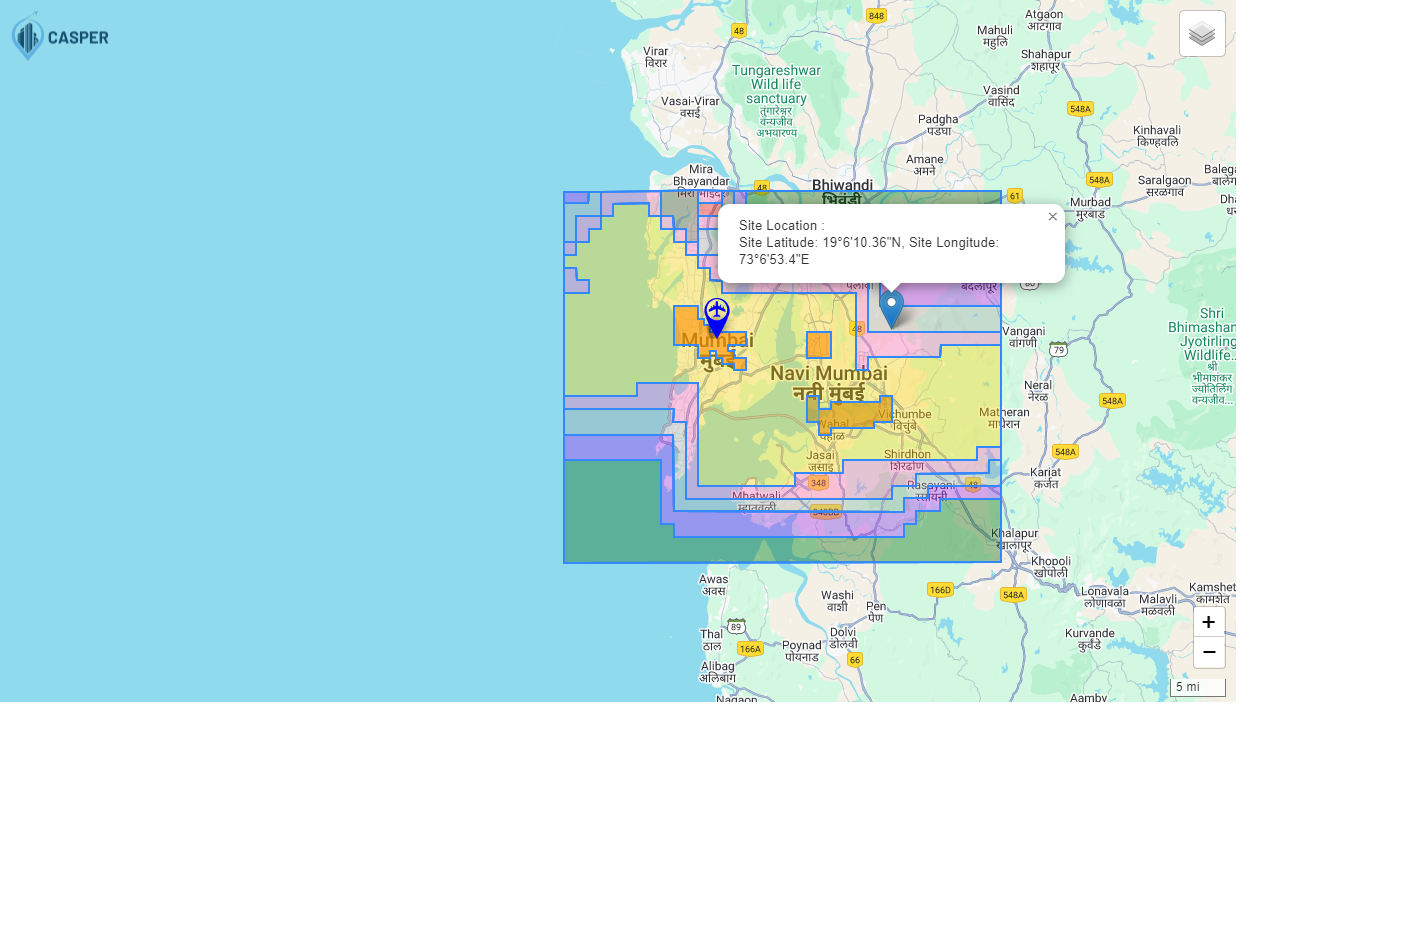 CASPER
48
848
Atgaon
आटगाव
Mahuli
महुलि
Shahapur
शहापूर
Virar
विरार
Tungareshwar
Wild life
sanctuary
तुंगारेश्वर
वन्यजीव
अभयारण्य
Vasai-Virar
वसई
Vasind
वासिंद
548A
Padgha
पडघा
Kinhavali
किण्हवलि
Amane
अमने
Mira
Bhayandar
48
Bhiwandi
भिवंडी
548A
Saralgaon
सरळगाव
61
Murbad
मुरबाड
Site Location :
Site Latitude: 19°6'10.36"N, Site Longitude:
73°6'53.4"E
×
बदलापूर
48
Vangani
वांगणी
79
Shri
Jyotirling
Wildlife..
श्री
भीमाशंकर
ज्योतिर्लिंग
वन्यजीव...
Mumbai
मुंबई
Navi Mumbai
नवी मुंबई
Neral
नेरळ
548A
Matheran
माथेरान
Vichumbe
विचुंबे
Wahal
वहाळ
Jasai
जसाई
Shirdhon
शिरढोण
548A
Karjat
कर्जत
348
48
Rasayani
रसायनी
Mhatwali
म्हातवली
348BB
Khalapur
खालापूर
Khopoli
खोपोली
Awas
अवस
Washi
वाशी
Pen
पेण
166D
548A
Lonavala
लोणावळा
Malavli
मळवली
Kamshet
कामशेत
Thal
ठाल
89
166A
Poynad
पोयनाड
Dolvi
डोलवी
66
Kurvande
कुर्वंडे
Alibag
अलिबाग
Nagaon
Aamby
+
−
5 mi